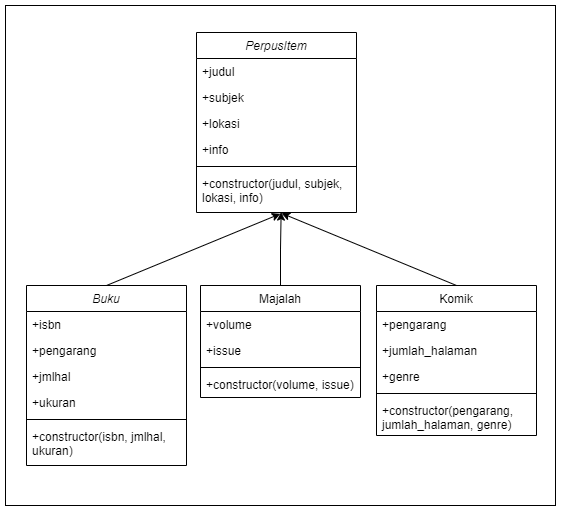 PerpusItem
+judul
+subjek
+lokasi
+info
+constructor(judul, subjek,
lokasi, info)
Buku
+isbn
+pengarang
+jmlhal
+ukuran
+constructor(isbn, jmlhal,
ukuran)
Majalah
+volume
+issue
+constructor(volume, issue)
Komik
+pengarang
+jumlah_halaman
+genre
+constructor(pengarang,
jumlah_halaman, genre)